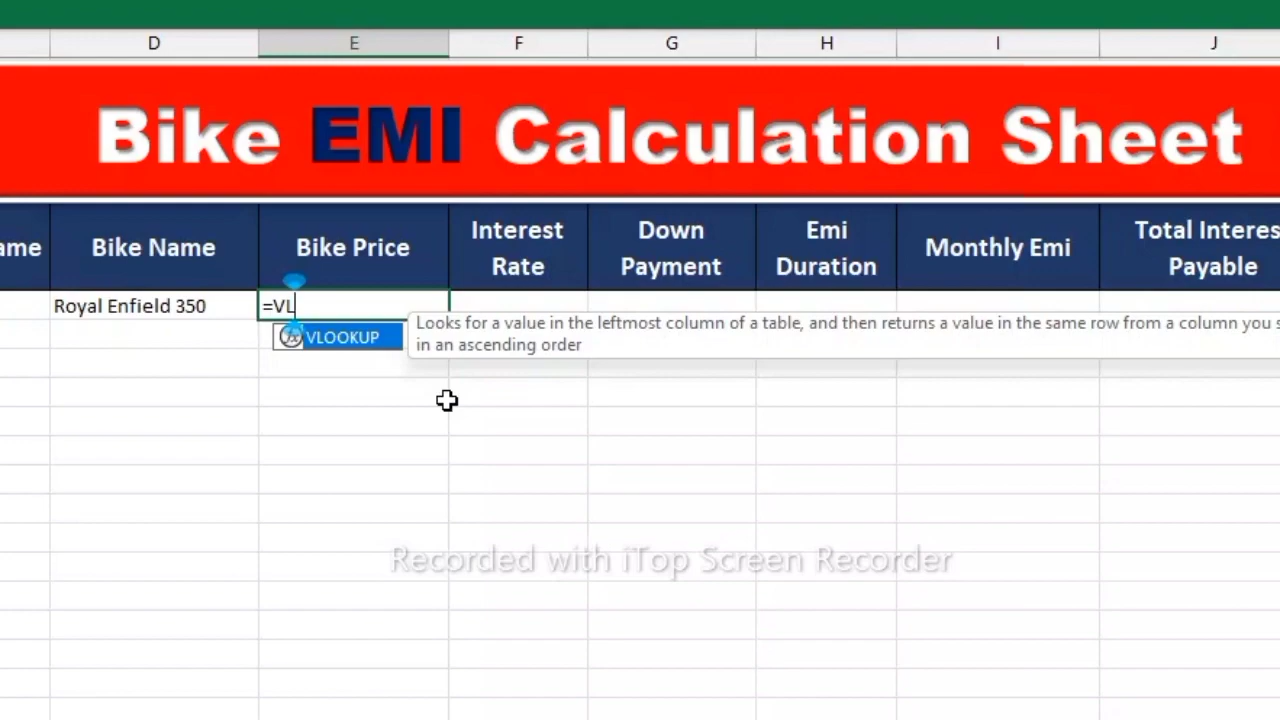 D E F G H I J
Bike EMI Calculation Sheet
Bike Name Bike Price Interest Rate Down Payment Emi Duration Monthly Emi Total Payable
Royal Enfield 350 =VL
VLOOKUP
Looks for a value in the leftmost column of a table, and then returns a value in the same row from a column you
in an ascending order
Recorded with iTop Screen Recorder